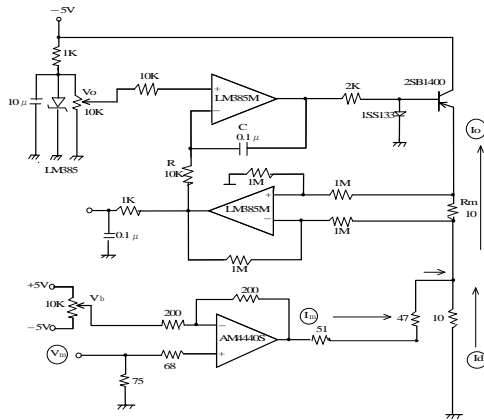 −5V
1K
Vo
10K
10μ
10K
LM385
LM385M
+
−
2K
2SB1400
1SS133
C
0.1μ
Io
R
10K
1M
1M
+
−
LM385M
1M
1M
Rm
10
1K
0.1μ
+5V
10K
−5V
Vb
200
200
Im
51
47
10
−
+
AM4440S
Vm
68
75
Id